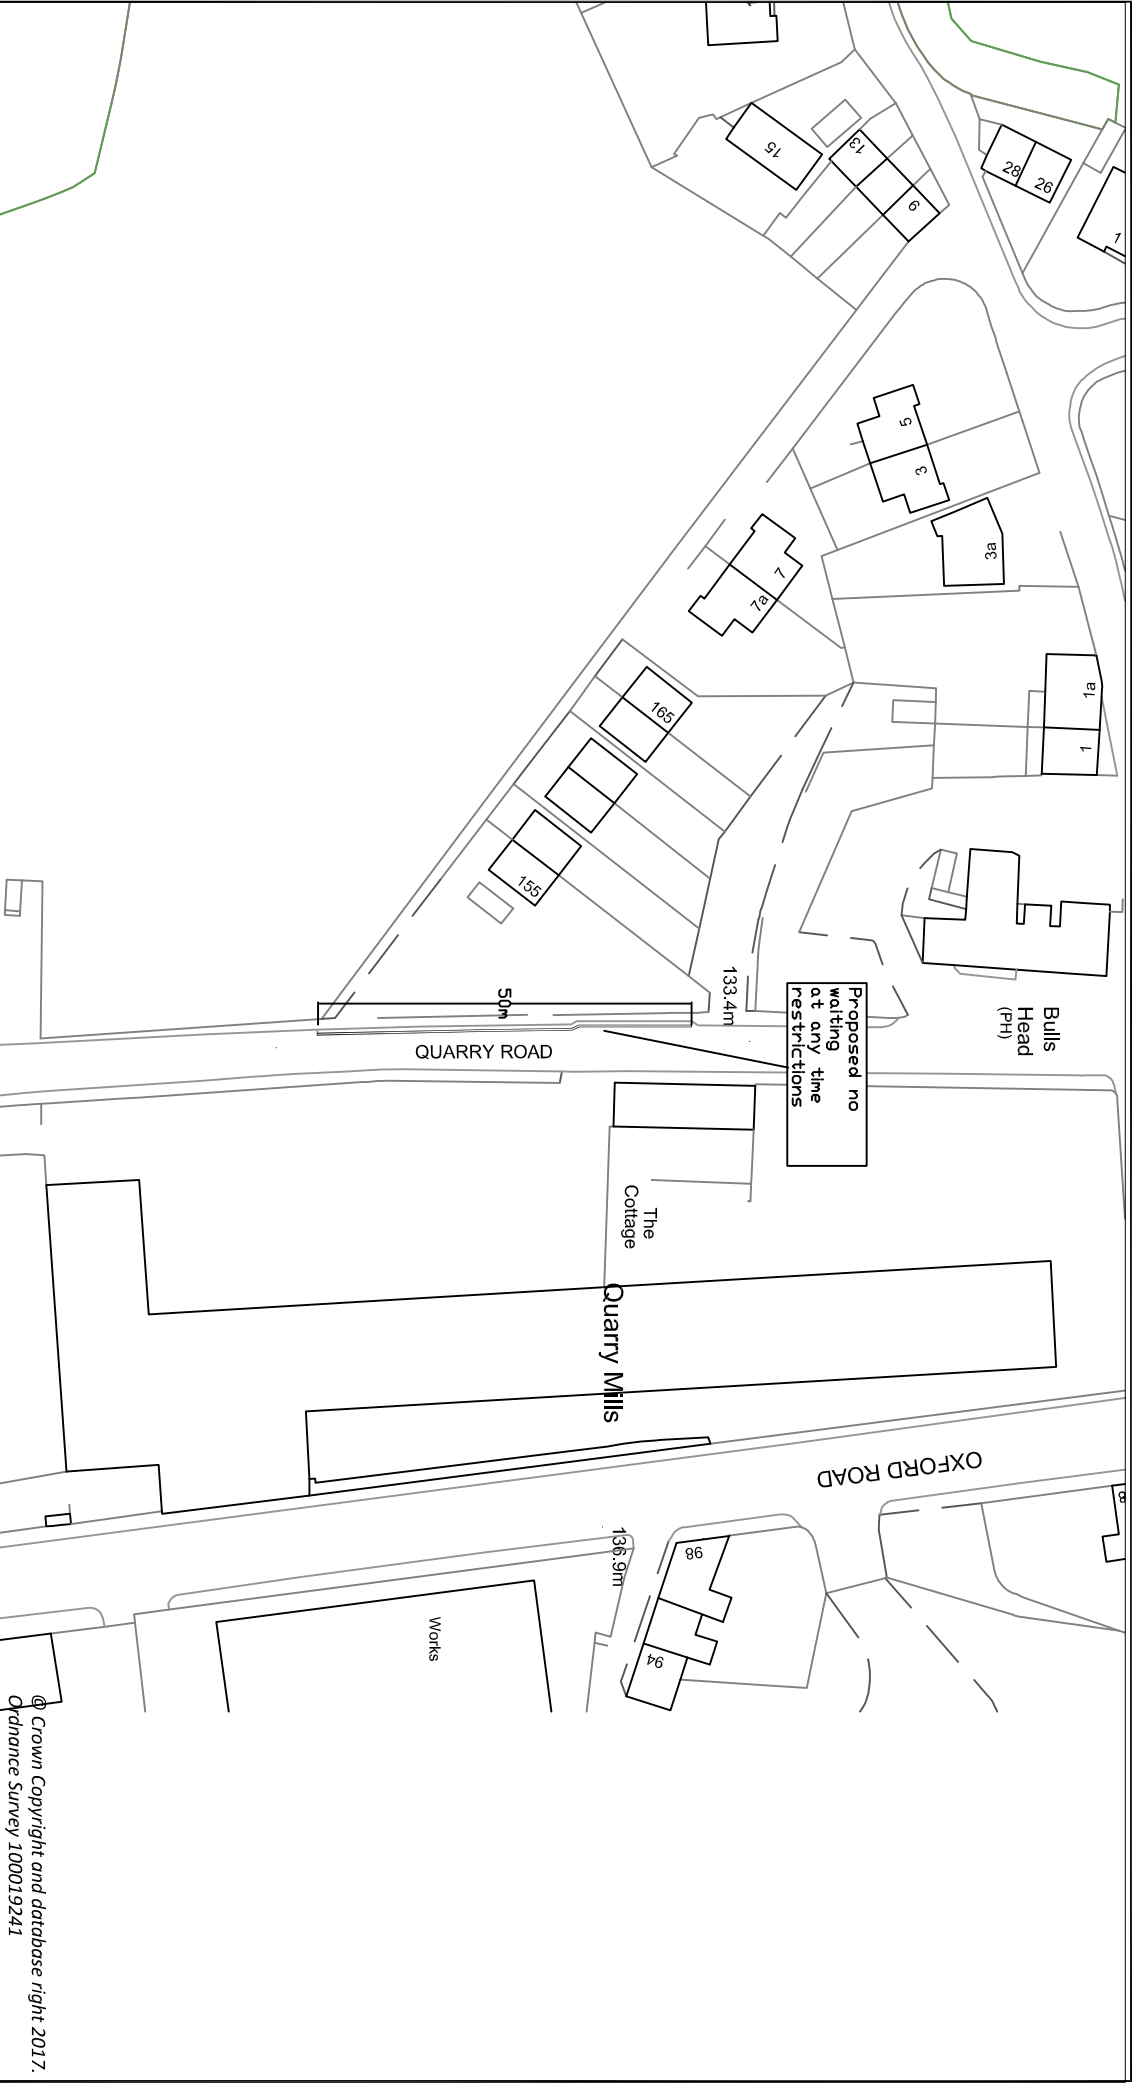 15
13
9
28
26
1
5
3
3a
7
7a
165
155
1a
1
Bulls
Head
(PH)
133.4m
50m
Proposed no
waiting
at any time
restrictions
QUARRY ROAD
The
Cottage
Quarry Mills
OXFORD ROAD
136.9m
98
94
Works
© Crown Copyright and database right 2017.
Ordnance Survey 100019241